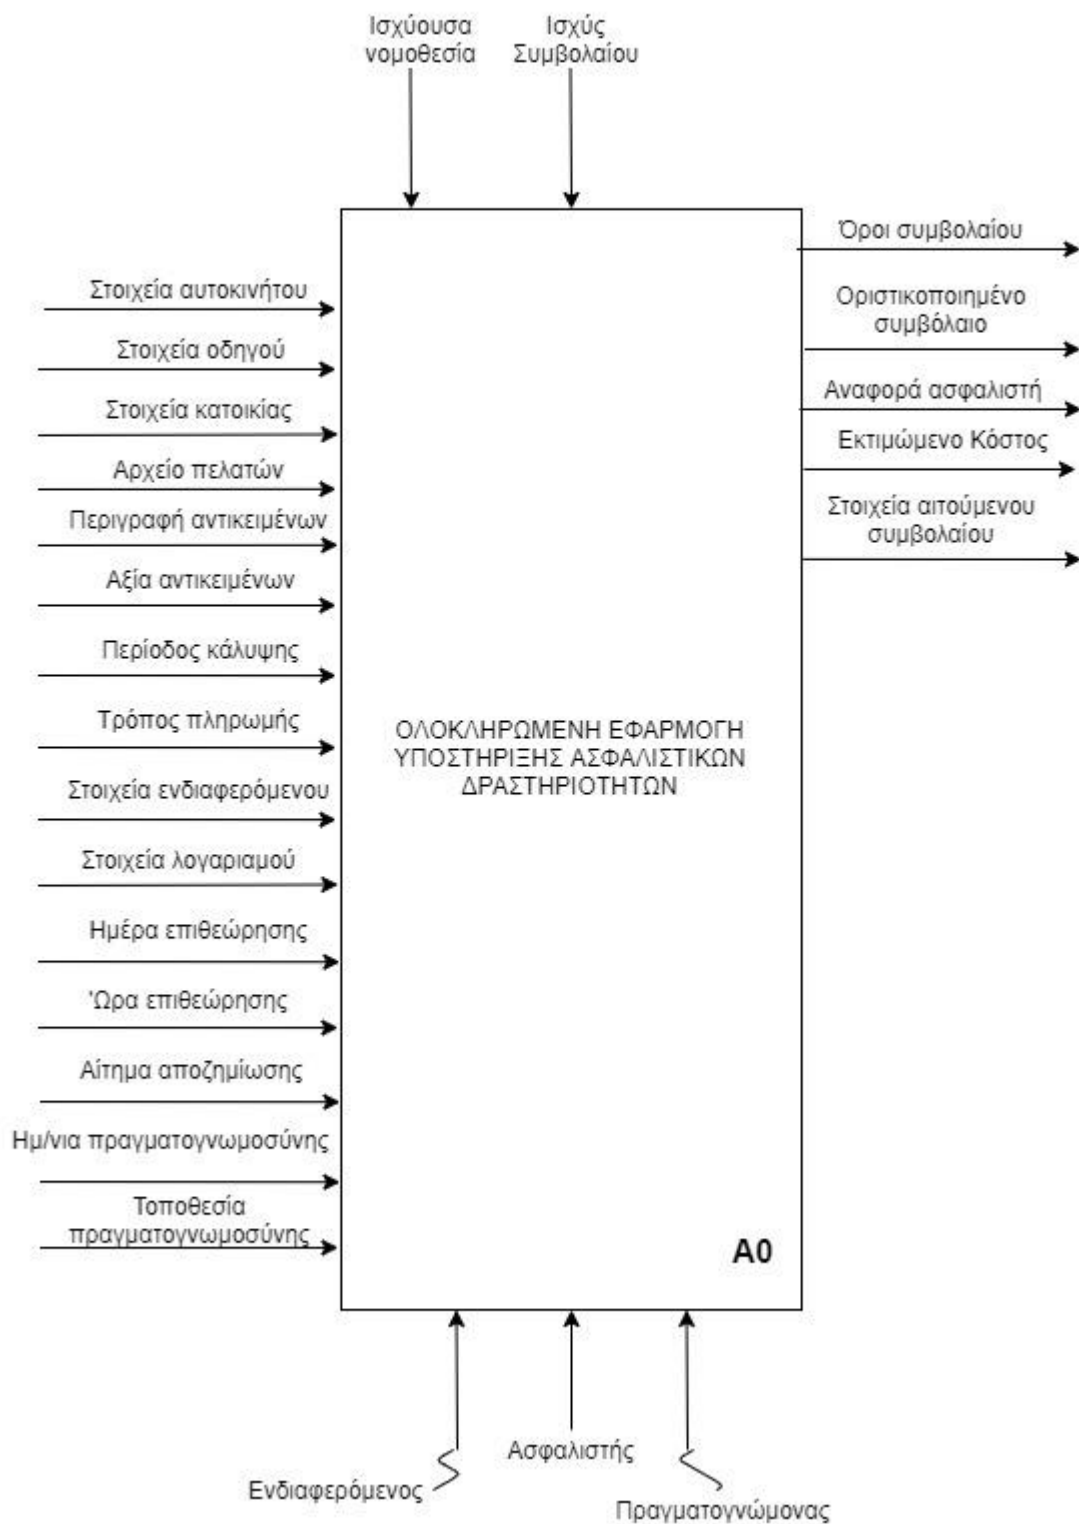 Ισχύουσα
νομοθεσία
Ισχύς
Συμβολαίου
Στοιχεία αυτοκινήτου
Στοιχεία οδηγού
Στοιχεία κατοικίας
Αρχείο πελατών
Περιγραφή αντικειμένων
Αξία αντικειμένων
Περίοδος κάλυψης
Τρόπος πληρωμής
Στοιχεία ενδιαφερόμενου
Στοιχεία λογαριαμού
Ημέρα επιθεώρησης
'Ωρα επιθεώρησης
Αίτημα αποζημίωσης
Ημ/νια πραγματογνωμοσύνης
Τοποθεσία
πραγματογνωμοσύνης
ΟΛΟΚΛΗΡΩΜΕΝΗ ΕΦΑΡΜΟΓΗ
ΥΠΟΣΤΗΡΙΞΗΣ ΑΣΦΑΛΙΣΤΙΚΩΝ
ΔΡΑΣΤΗΡΙΟΤΗΤΩΝ
A0
Όροι συμβολαίου
Οριστικοποιημένο
συμβόλαιο
Αναφορά ασφαλιστή
Εκτιμώμενο Κόστος
Στοιχεία αιτούμενου
συμβολαίου
Ενδιαφερόμενος
Ασφαλιστής
Πραγματογνώμονας